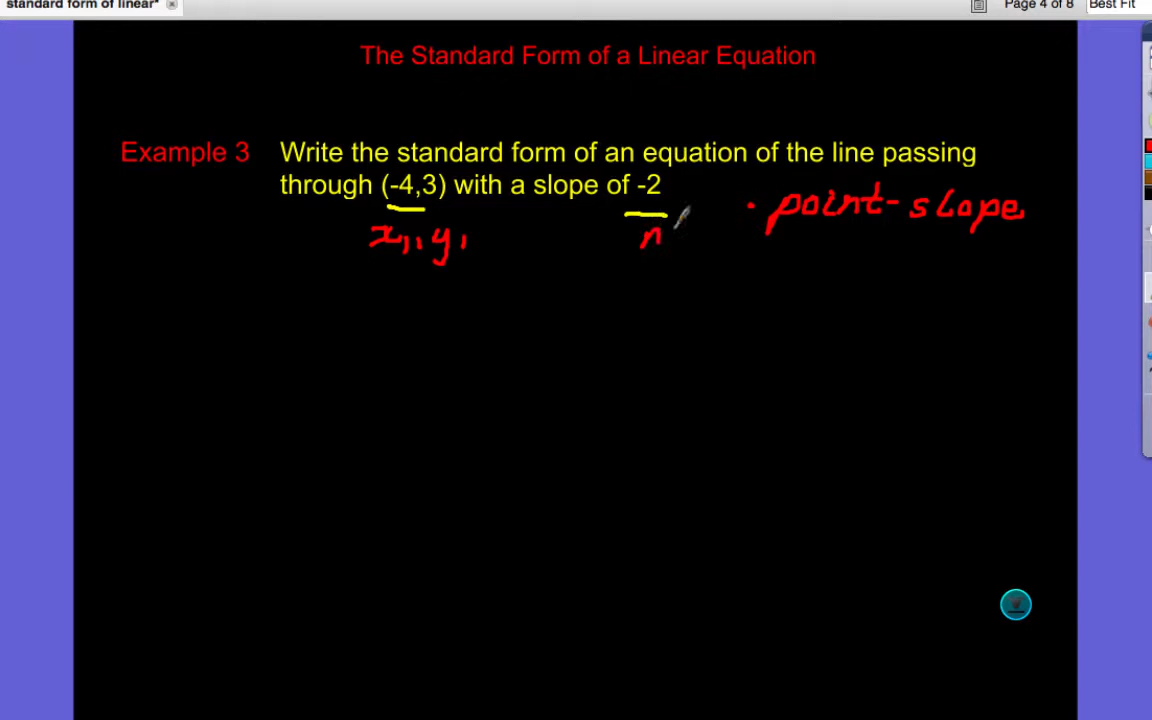 standard form of linear*
Page 4 of 8
Best Fit
The Standard Form of a Linear Equation
Example 3 Write the standard form of an equation of the line passing
through (-4,3) with a slope of -2
• point-slope
x₁, y₁
n